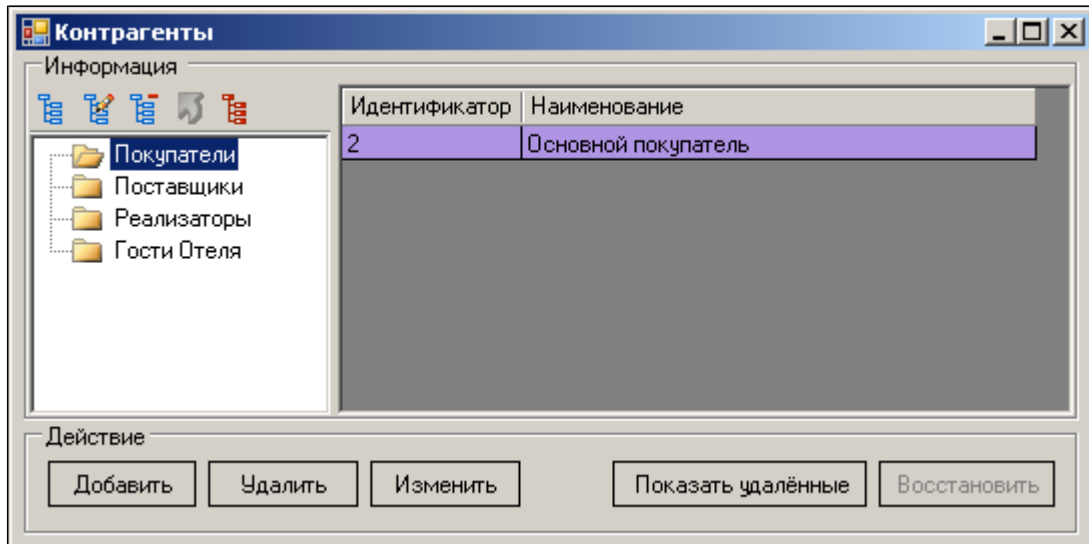 Контрагенты
Информация
Идентификатор Наименование
2 Основной покупатель
Покупатели
Поставщики
Реализаторы
Гости Отеля
Действие
Добавить Удалить Изменить Показать удалённые Восстановить